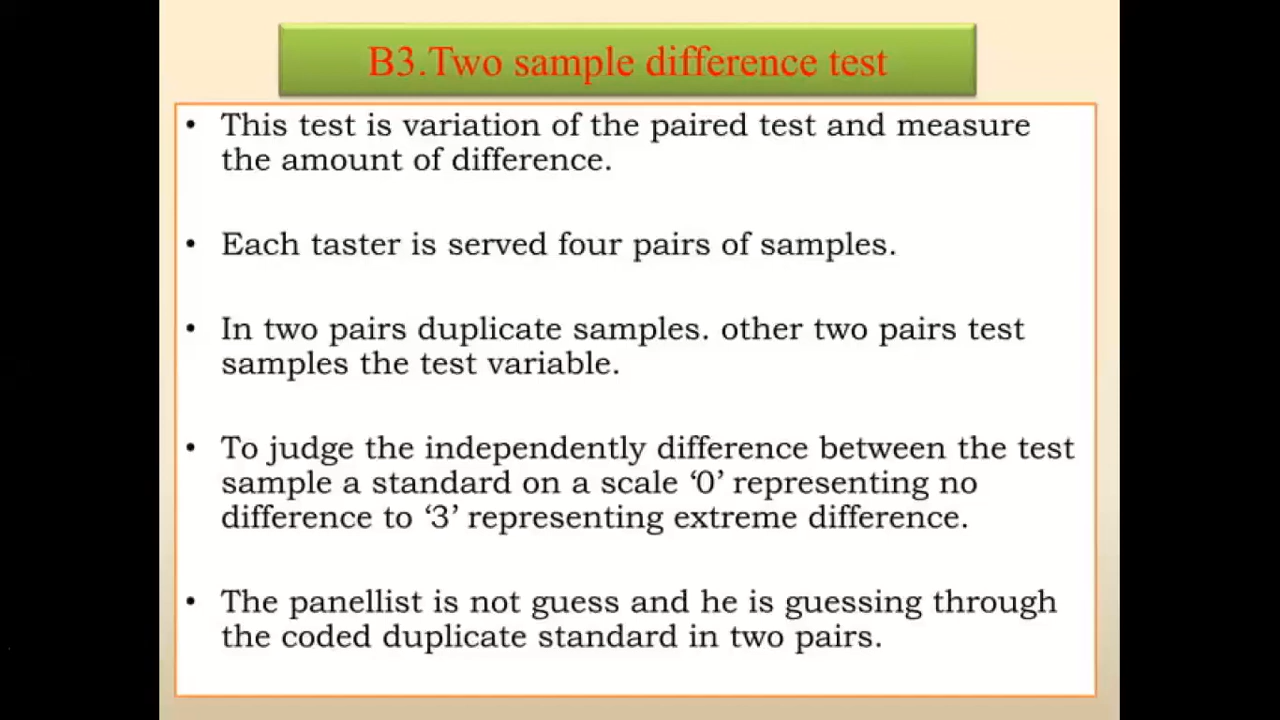 B3.Two sample difference test
• This test is variation of the paired test and measure
the amount of difference.
• Each taster is served four pairs of samples.
• In two pairs duplicate samples. other two pairs test
samples the test variable.
• To judge the independently difference between the test
sample a standard on a scale ‘0’ representing no
difference to ‘3’ representing extreme difference.
• The panellist is not guess and he is guessing through
the coded duplicate standard in two pairs.